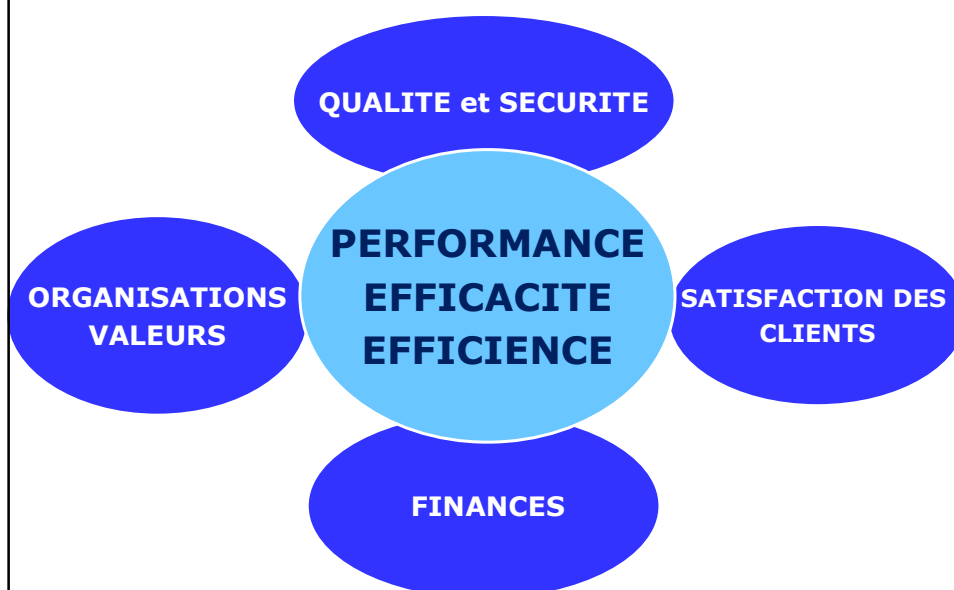 QUALITE et SECURITE
PERFORMANCE
EFFICACITE
EFFICIENCE
ORGANISATIONS
VALEURS
SATISFACTION DES
CLIENTS
FINANCES